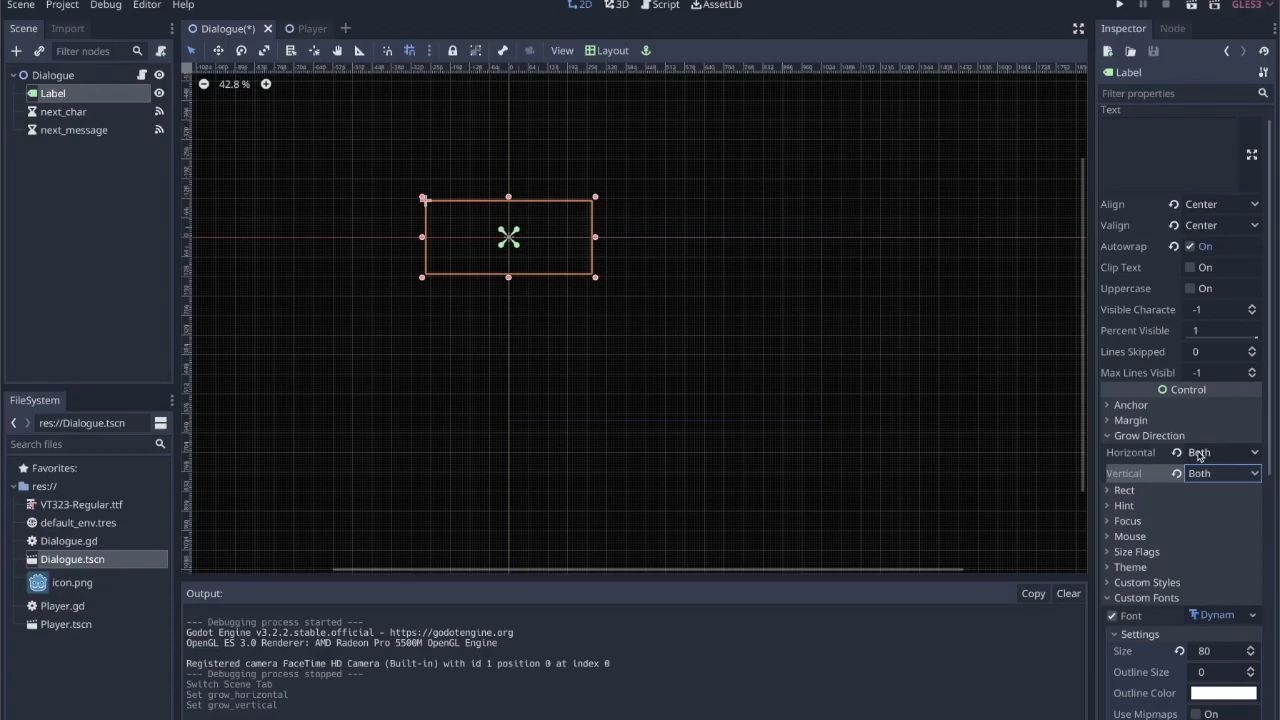 Scene Project Debug Editor Help
2D 3D Script AssetLib
GLES3
Scene Import
Dialogue(*) Player
Inspector Node
Filter nodes
View Layout
Dialogue
Label
next_char
next_message
42.8 %
Label
Filter properties
Text
Align Center
Valign Center
Autowrap On
Clip Text On
Uppercase On
Visible Characte -1
Percent Visible 1
Lines Skipped 0
Max Lines Visibl -1
Control
Anchor
Margin
Grow Direction
Horizontal Both
Vertical Both
Rect
Hint
Focus
Mouse
Size Flags
Theme
Custom Styles
Custom Fonts
Font Dynam
Settings
Size 80
Outline Size 0
Outline Color
Use Mipmaps On
FileSystem
res://Dialogue.tscn
Search files
Favorites:
res://
VT323-Regular.ttf
default_env.tres
Dialogue.gd
Dialogue.tscn
icon.png
Player.gd
Player.tscn
Output: Copy Clear
--- Debugging process started ---
Godot Engine v3.2.2.stable.official - https://godotengine.org
OpenGL ES 3.0 Renderer: AMD Radeon Pro 5500M OpenGL Engine
Registered camera FaceTime HD Camera (Built-in) with id 1 position 0 at index 0
--- Debugging process stopped ---
Switch Scene Tab
Set grow_horizontal
Set grow_vertical